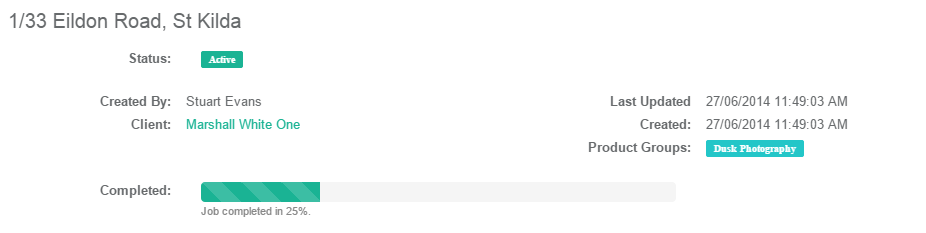 1/33 Eildon Road, St Kilda
Status: Active
Created By: Stuart Evans Last Updated 27/06/2014 11:49:03 AM
Client: Marshall White One Created: 27/06/2014 11:49:03 AM
Product Groups: Dusk Photography
Completed:
Job completed in 25%.